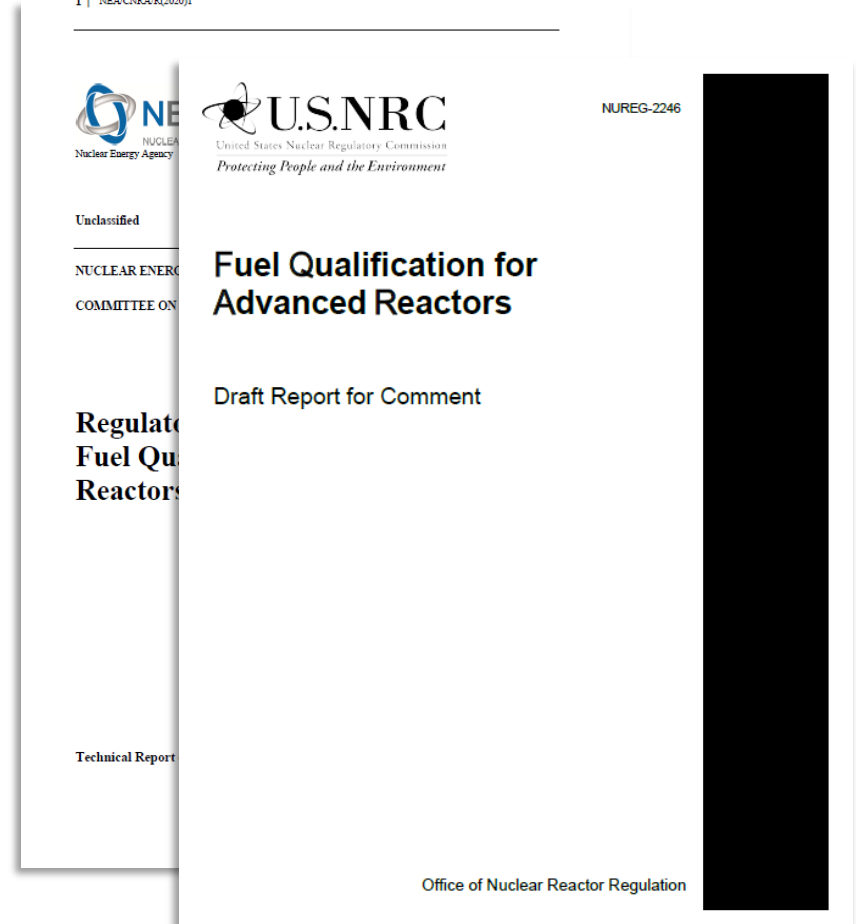 1 | NEA/CNRA/R(2020)1
NE
NUCLEA
Nuclear Energy Agency
Unclassified
NUCLEAR ENERG
COMMITTEE ON
Regulato
Fuel Qu
Reactors
Technical Report
U.S.NRC
United States Nuclear Regulatory Commission
Protecting People and the Environment
NUREG-2246
Fuel Qualification for
Advanced Reactors
Draft Report for Comment
Office of Nuclear Reactor Regulation